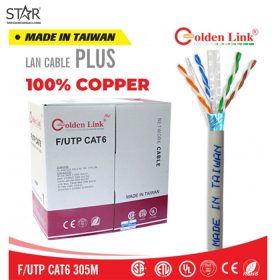 STAR
MADE IN TAIWAN
LAN CABLE PLUS
100% COPPER
Golden Link®
Golden Link Plus
F/UTP CAT6
MADE IN TAIWAN
NETWORK CABLE
MADE IN TAIWAN
F/UTP CAT6 305M